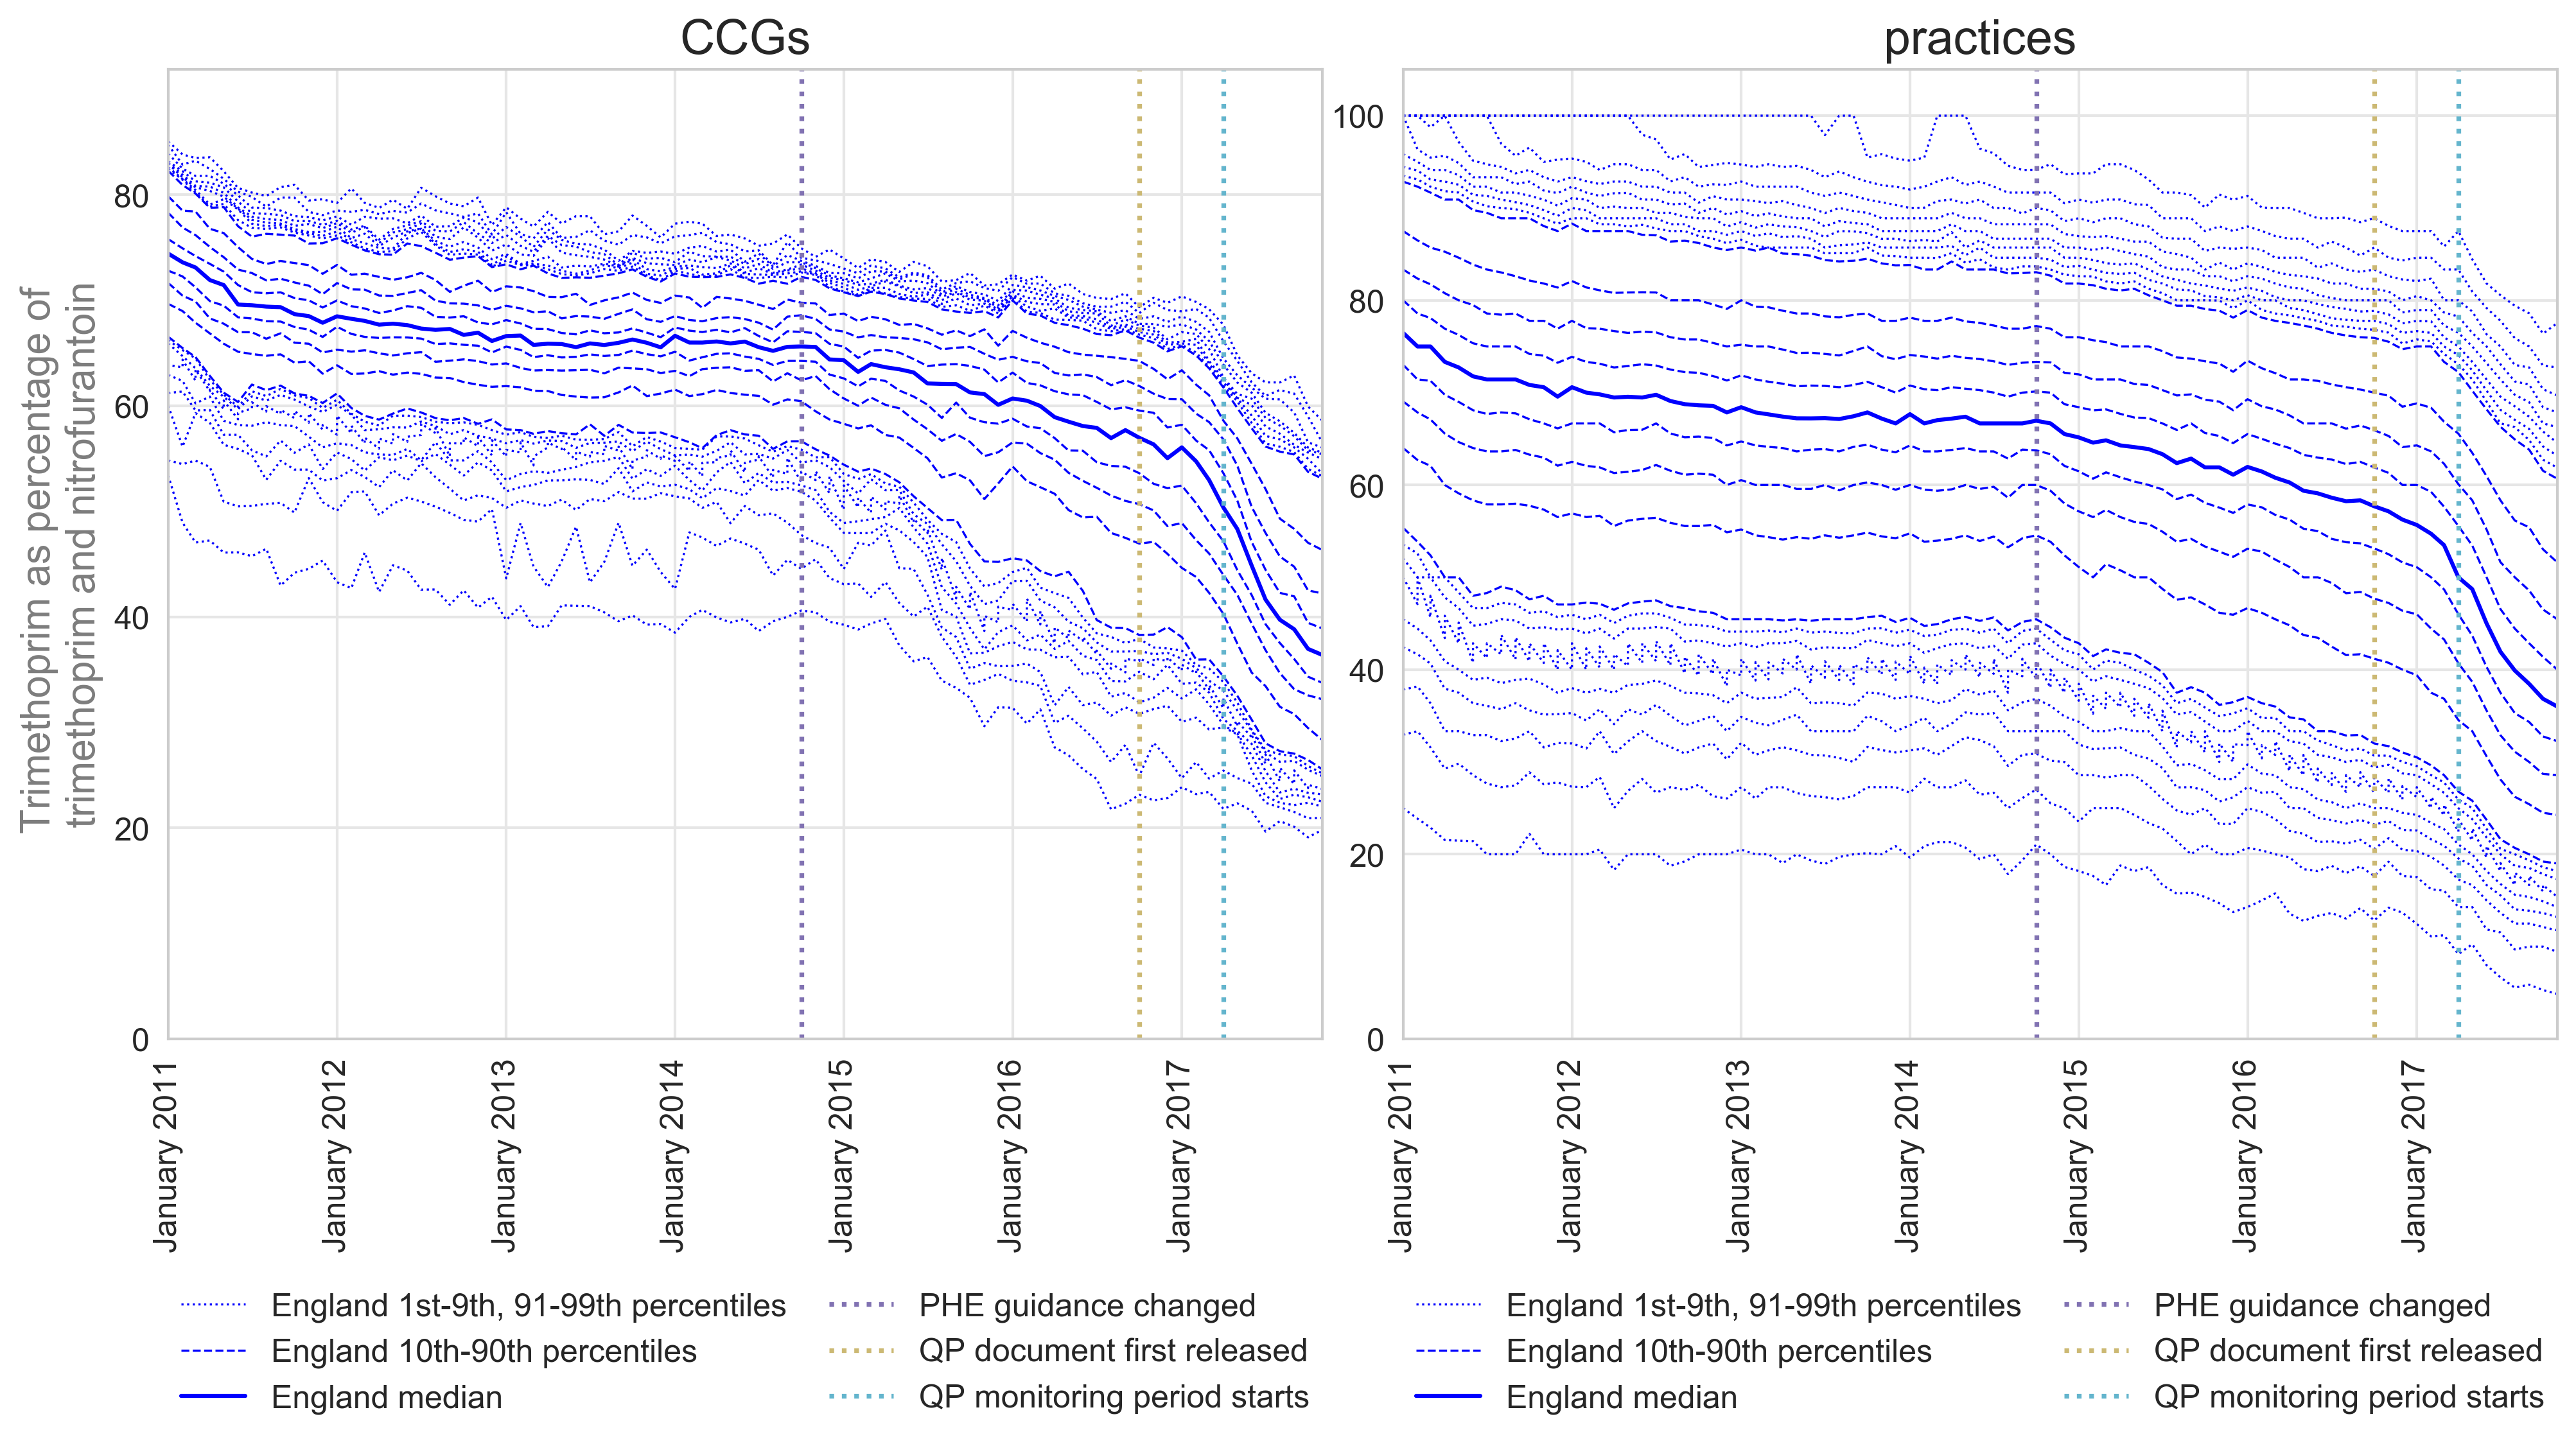 CCGs
practices
Trimethoprim as percentage of
trimethoprim and nitrofurantoin
80
60
40
20
0
100
80
60
40
20
0
January 2011
January 2012
January 2013
January 2014
January 2015
January 2016
January 2017
January 2011
January 2012
January 2013
January 2014
January 2015
January 2016
January 2017
England 1st-9th, 91-99th percentiles
England 10th-90th percentiles
England median
PHE guidance changed
QP document first released
QP monitoring period starts
England 1st-9th, 91-99th percentiles
England 10th-90th percentiles
England median
PHE guidance changed
QP document first released
QP monitoring period starts